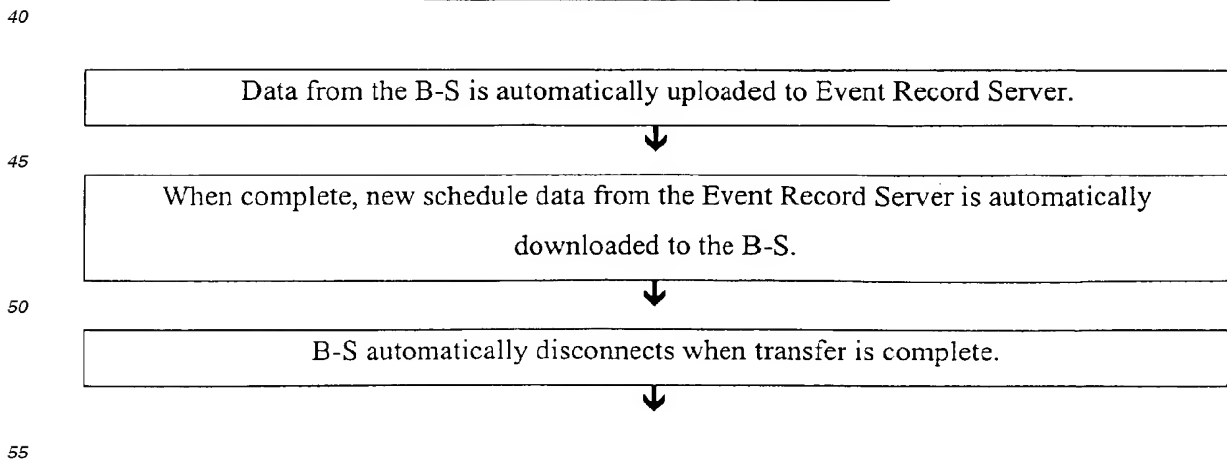 40
Data from the B-S is automatically uploaded to Event Record Server.
45
When complete, new schedule data from the Event Record Server is automatically
downloaded to the B-S.
50
B-S automatically disconnects when transfer is complete.
55